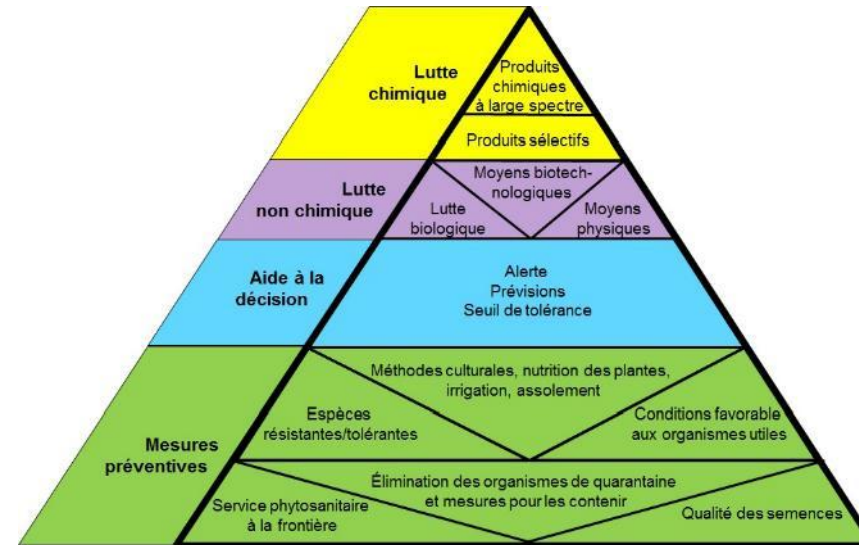 Lutte
chimique
Produits
chimiques
à large spectre
Produits sélectifs
Lutte
non chimique
Moyens biotech-
nologiques
Lutte
biologique
Moyens
physiques
Aide à la
décision
Alerte
Prévisions
Seuil de tolérance
Mesures
préventives
Méthodes culturales, nutrition des plantes,
irrigation, assolement
Espèces
résistantes/tolérantes
Conditions favorable
aux organismes utiles
Élimination des organismes de quarantaine
et mesures pour les contenir
Service phytosanitaire
à la frontière
Qualité des semences